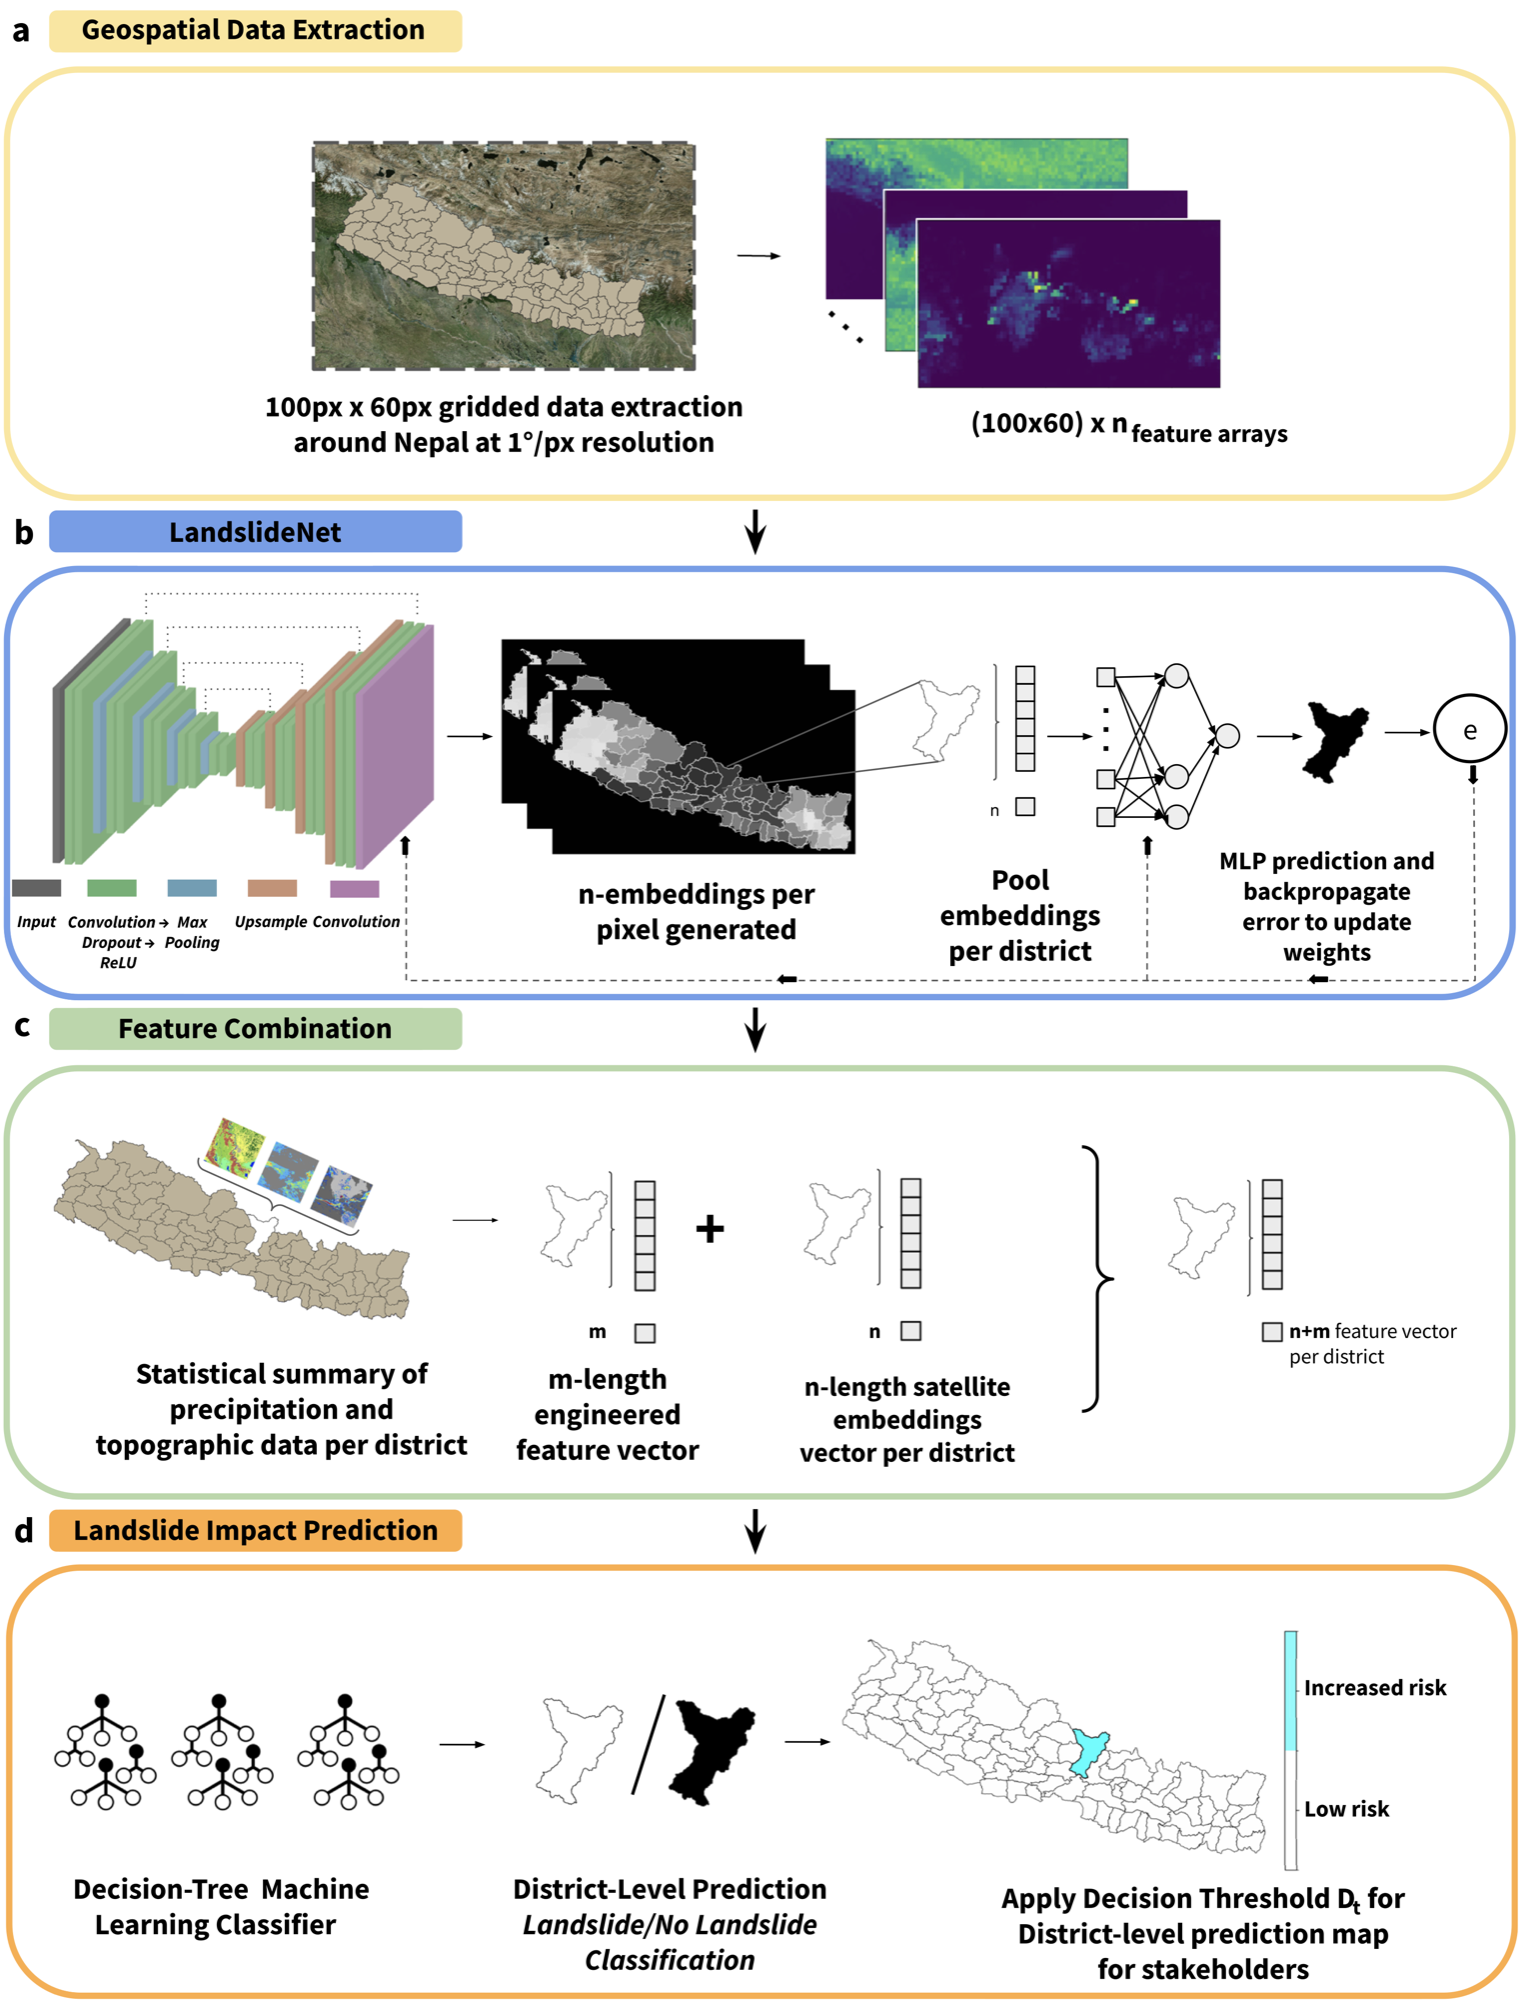 a
Geospatial Data Extraction
100px x 60px gridded data extraction
around Nepal at 1°/px resolution
(100x60) x n feature arrays
b
LandslideNet
Input
Convolution →
Dropout →
ReLU
Max
Pooling
Upsample
Convolution
n-embeddings per
pixel generated
n
Pool
embeddings
per district
e
MLP prediction and
backpropagate
error to update
weights
c
Feature Combination
Statistical summary of
precipitation and
topographic data per district
m
m-length
engineered
feature vector
+
n
n-length satellite
embeddings
vector per district
n+m feature vector
per district
d
Landslide Impact Prediction
Decision-Tree Machine
Learning Classifier
District-Level Prediction
Landslide/No Landslide
Classification
Increased risk
Low risk
Apply Decision Threshold Dt for
District-level prediction map
for stakeholders